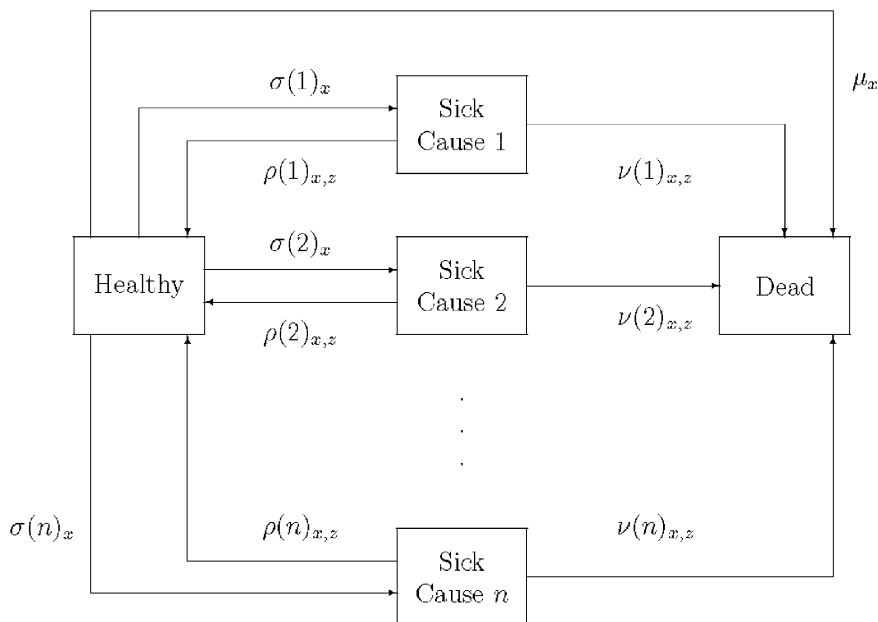 μ_x
σ(1)_x
Sick
Cause 1
ρ(1)_{x,z}
ν(1)_{x,z}
σ(2)_x
Healthy
Sick
Cause 2
Dead
ρ(2)_{x,z}
ν(2)_{x,z}
.
.
.
σ(n)_x
ρ(n)_{x,z}
ν(n)_{x,z}
Sick
Cause n